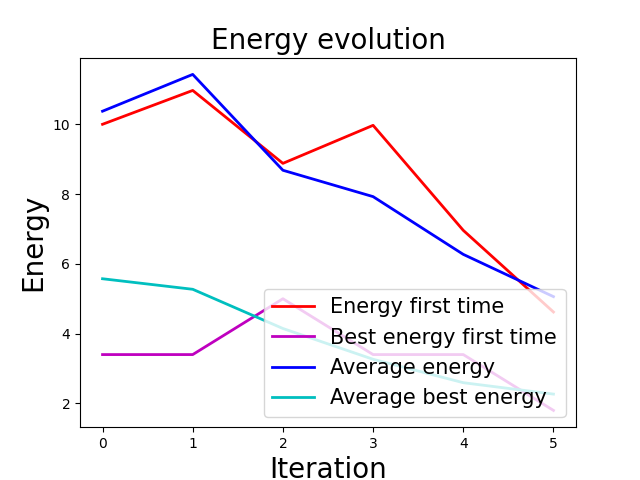 Energy evolution
Energy
10
8
6
4
2
Energy first time
Best energy first time
Average energy
Average best energy
0 1 2 3 4 5
Iteration